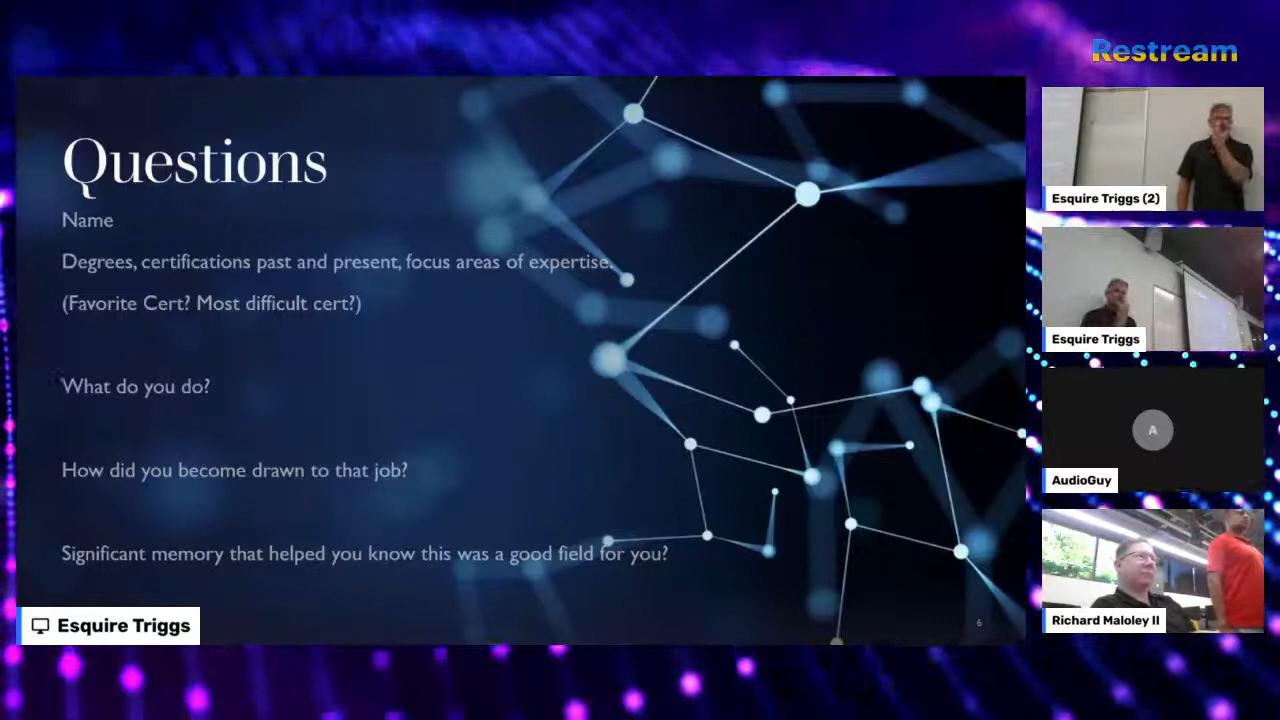 Restream
Questions
Name
Degrees, certifications past and present, focus areas of expertise.
(Favorite Cert? Most difficult cert?)
What do you do?
How did you become drawn to that job?
Significant memory that helped you know this was a good field for you?
6
Esquire Triggs
Esquire Triggs (2)
Esquire Triggs
A
AudioGuy
Richard Maloley II